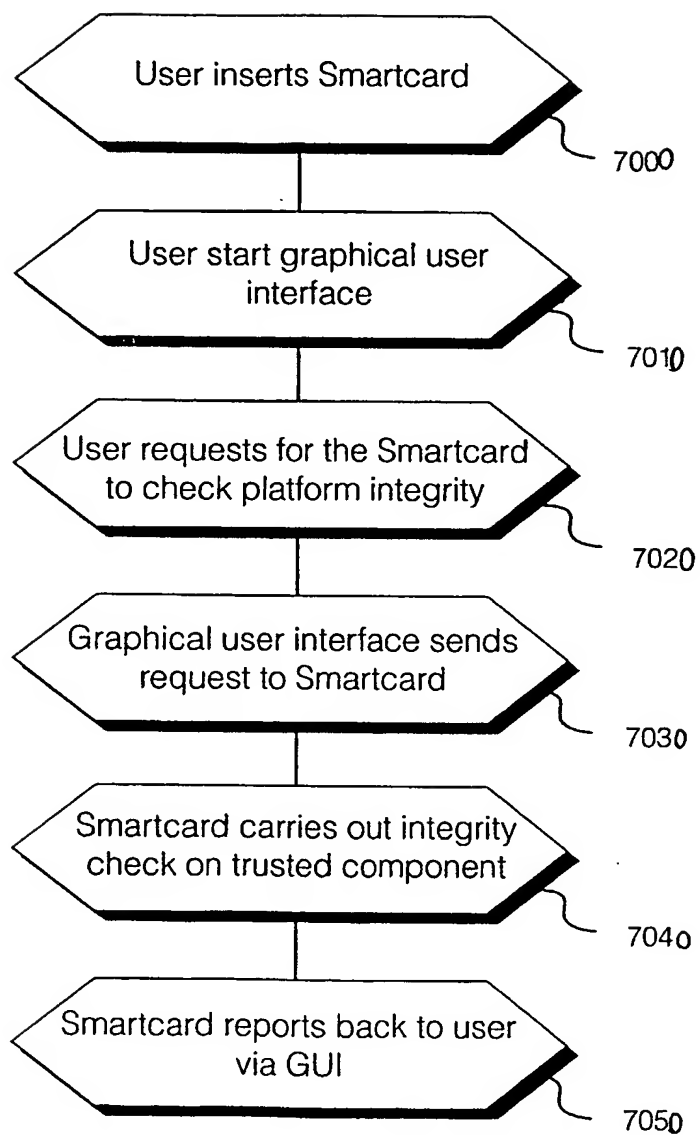 User inserts Smartcard
7000
User start graphical user
interface
7010
User requests for the Smartcard
to check platform integrity
7020
Graphical user interface sends
request to Smartcard
7030
Smartcard carries out integrity
check on trusted component
7040
Smartcard reports back to user
via GUI
7050